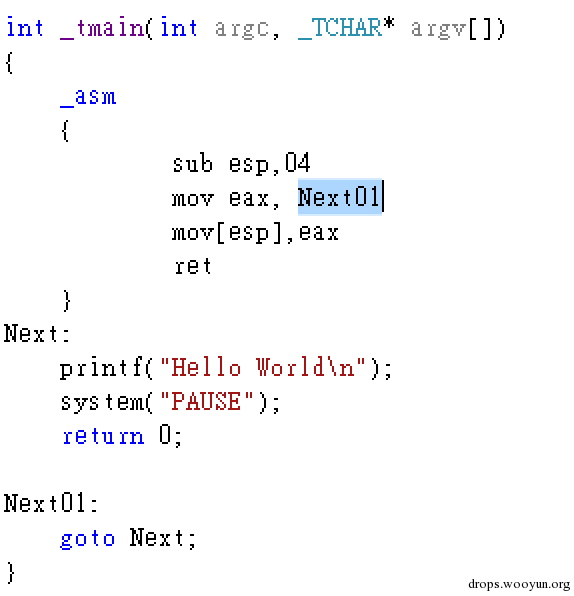 int _tmain(int argc, _TCHAR* argv[])
{
    _asm
    {
            sub esp,04
            mov eax, Next01
            mov[esp],eax
            ret
    }
Next:
    printf("Hello World\n");
    system("PAUSE");
    return 0;

Next01:
    goto Next;
}
drops.wooyun.org